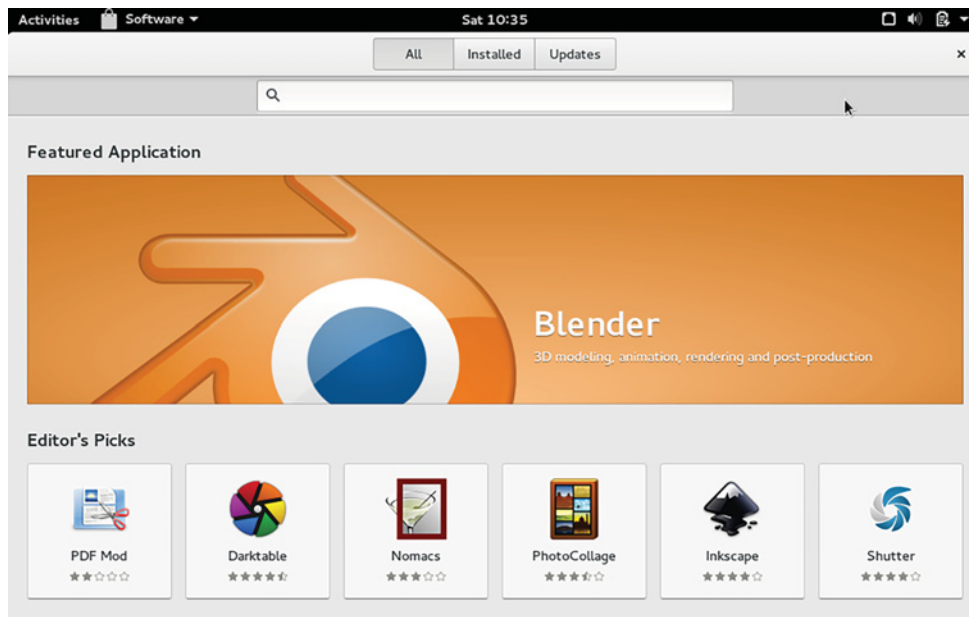 Activities Software Sat 10:35
All Installed Updates
Featured Application
Blender
3D modeling, animation, rendering and post-production
Editor's Picks
PDF Mod Darktable Nomacs PhotoCollage Inkscape Shutter